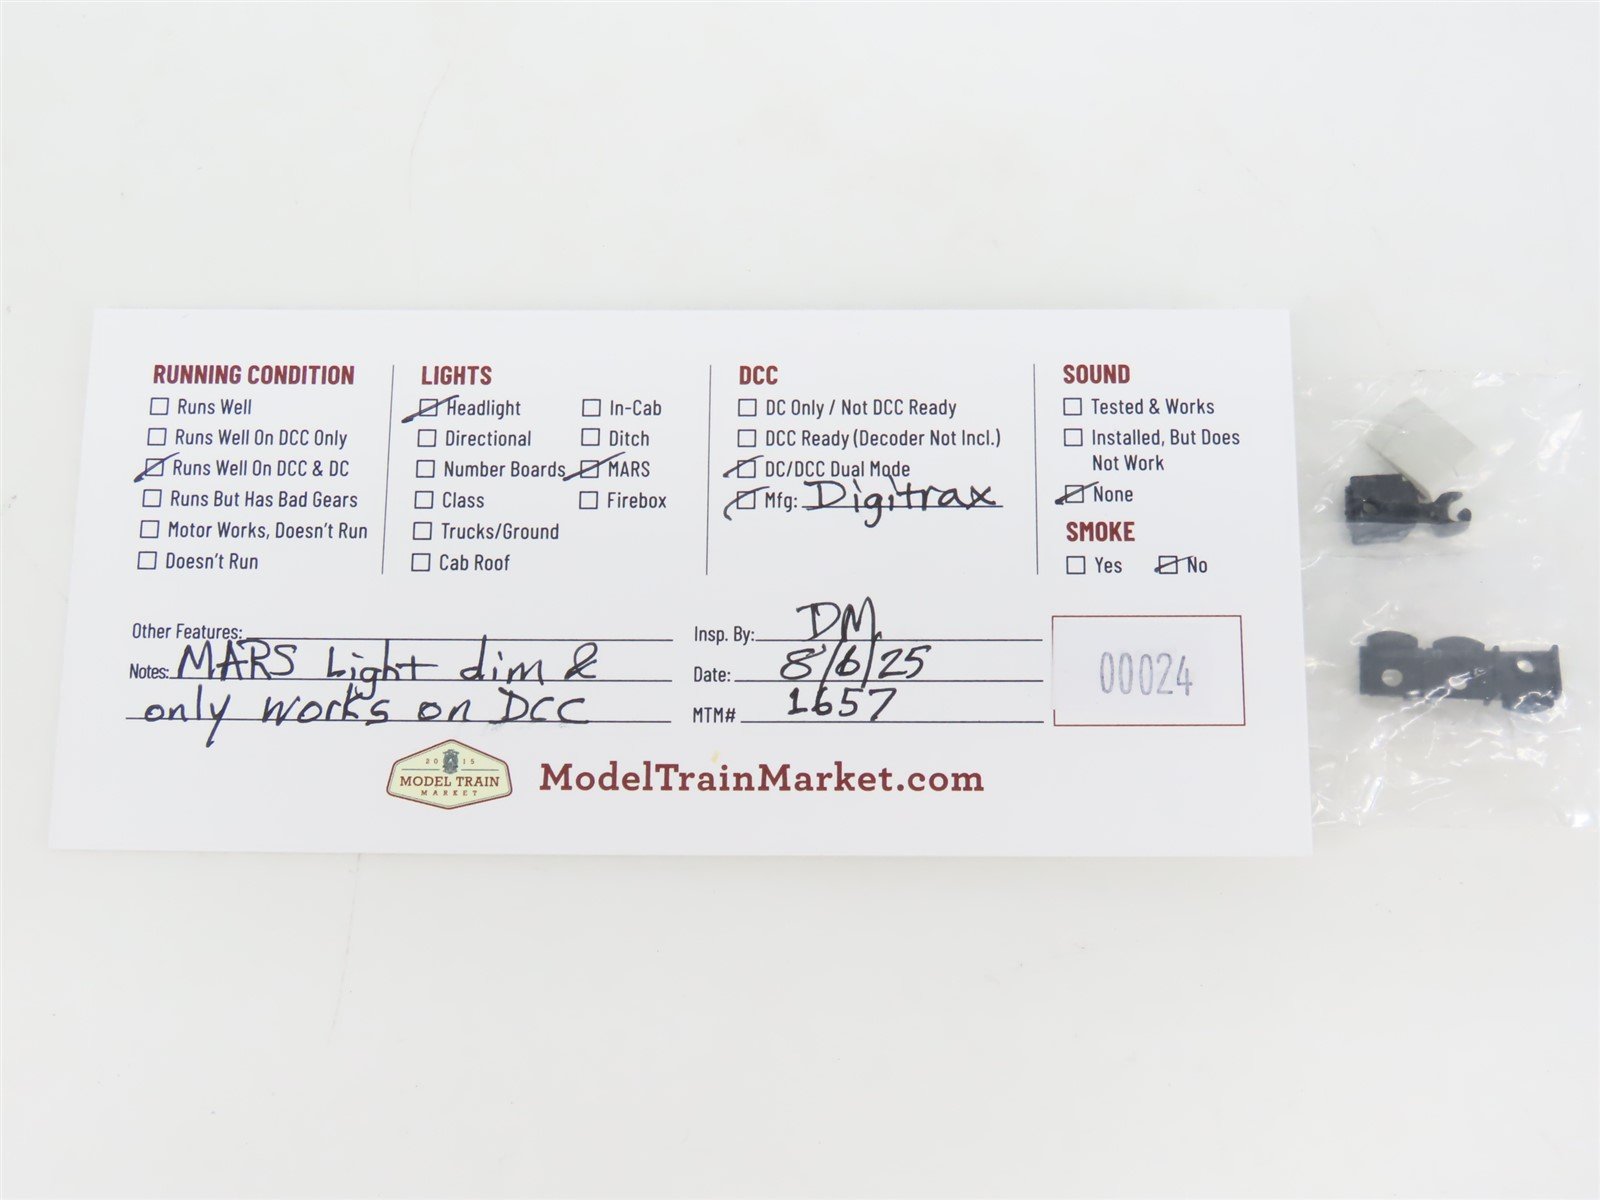 RUNNING CONDITION
Runs Well
Runs Well On DCC Only
Runs Well On DCC & DC
Runs But Has Bad Gears
Motor Works, Doesn't Run
Doesn't Run
LIGHTS
Headlight
Directional
Number Boards
Class
Trucks/Ground
Cab Roof
In-Cab
Ditch
MARS
Firebox
DCC
DC Only / Not DCC Ready
DCC Ready (Decoder Not Incl.)
DC/DCC Dual Mode
Mfg: Digitrax
SOUND
Tested & Works
Installed, But Does
Not Work
None
SMOKE
Yes No
Other Features:
Notes: MARS Light dim &
only works on DCC
Insp. By: DM
Date: 8/6/25
MTM# 1657
00024
2015
MODEL TRAIN
MARKET
ModelTrainMarket.com